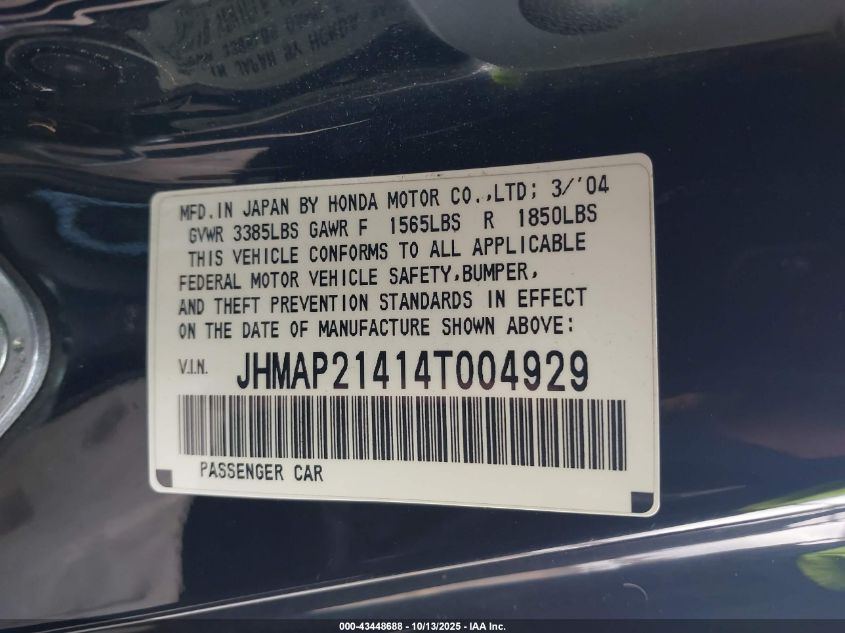 MFD. IN JAPAN BY HONDA MOTOR CO.,LTD; 3/'04
GVWR 3385LBS GAWR F 1565LBS R 1850LBS
THIS VEHICLE CONFORMS TO ALL APPLICABLE
FEDERAL MOTOR VEHICLE SAFETY,BUMPER,
AND THEFT PREVENTION STANDARDS IN EFFECT
ON THE DATE OF MANUFACTURE SHOWN ABOVE:
V.I.N. JHMAP21414T004929
PASSENGER CAR
000-43448688 - 10/13/2025 - IAA Inc.